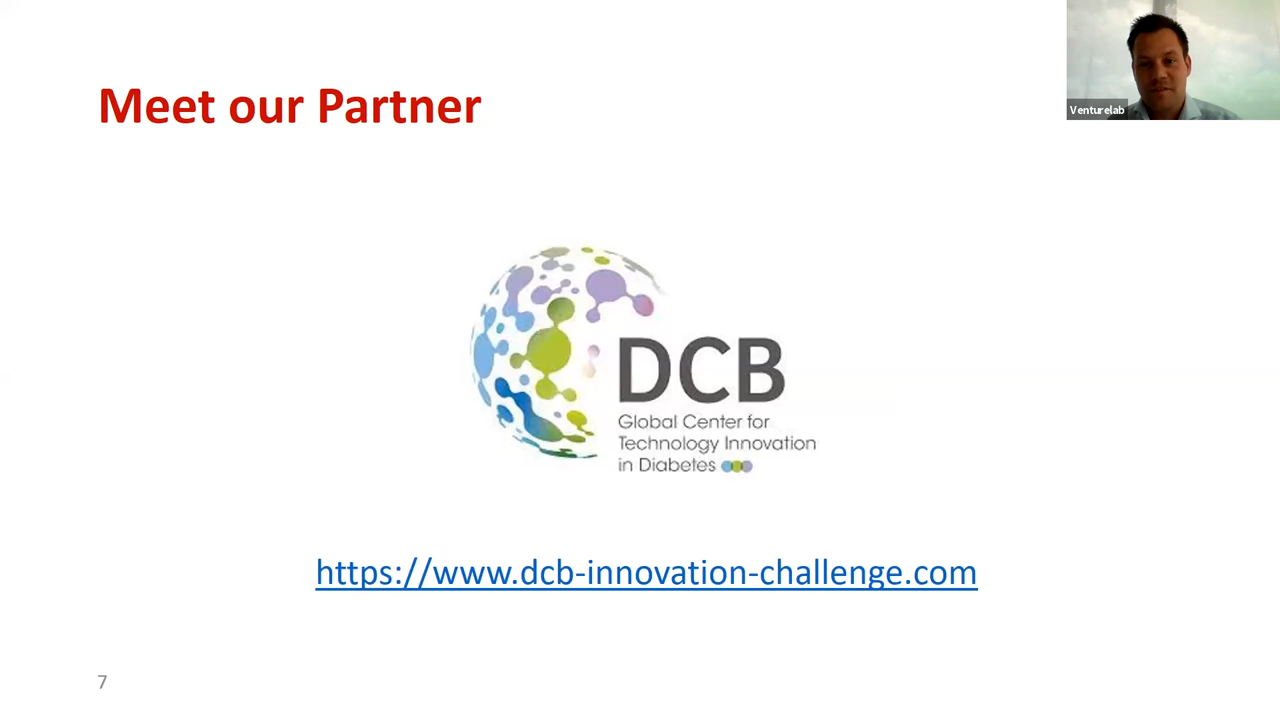 Meet our Partner
Venturelab
DCB
Global Center for
Technology Innovation
in Diabetes
https://www.dcb-innovation-challenge.com
7